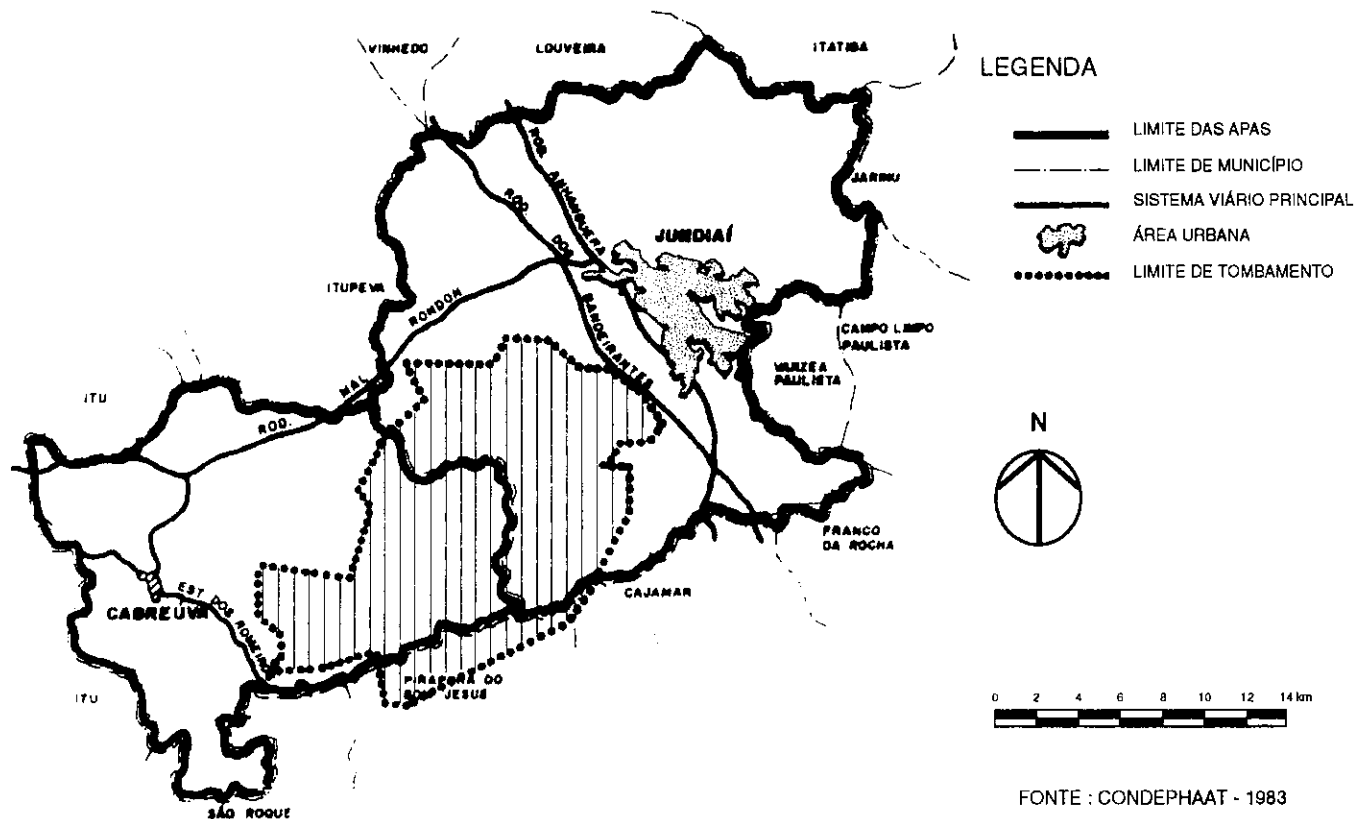 VINHEDO
LOUVEIRA
ITATIBA
LEGENDA
LIMITE DAS APAS
LIMITE DE MUNICÍPIO
SISTEMA VIÁRIO PRINCIPAL
ÁREA URBANA
LIMITE DE TOMBAMENTO
JARINU
ROD. ANHANGUERA
ROD. DOS BANDEIRANTES
JUNDIAÍ
ITUPEVA
ROD. MAL. RONDON
CAMPO LIMPO
PAULISTA
VARZEA
PAULISTA
ITU
N
FRANCO
DA ROCHA
CAJAMAR
CABREUVA
EST. DOS ROMEIROS
PIRAPORA DO
BOM JESUS
ITU
SÃO ROQUE
0 2 4 6 8 10 12 14 km
FONTE : CONDEPHAAT - 1983